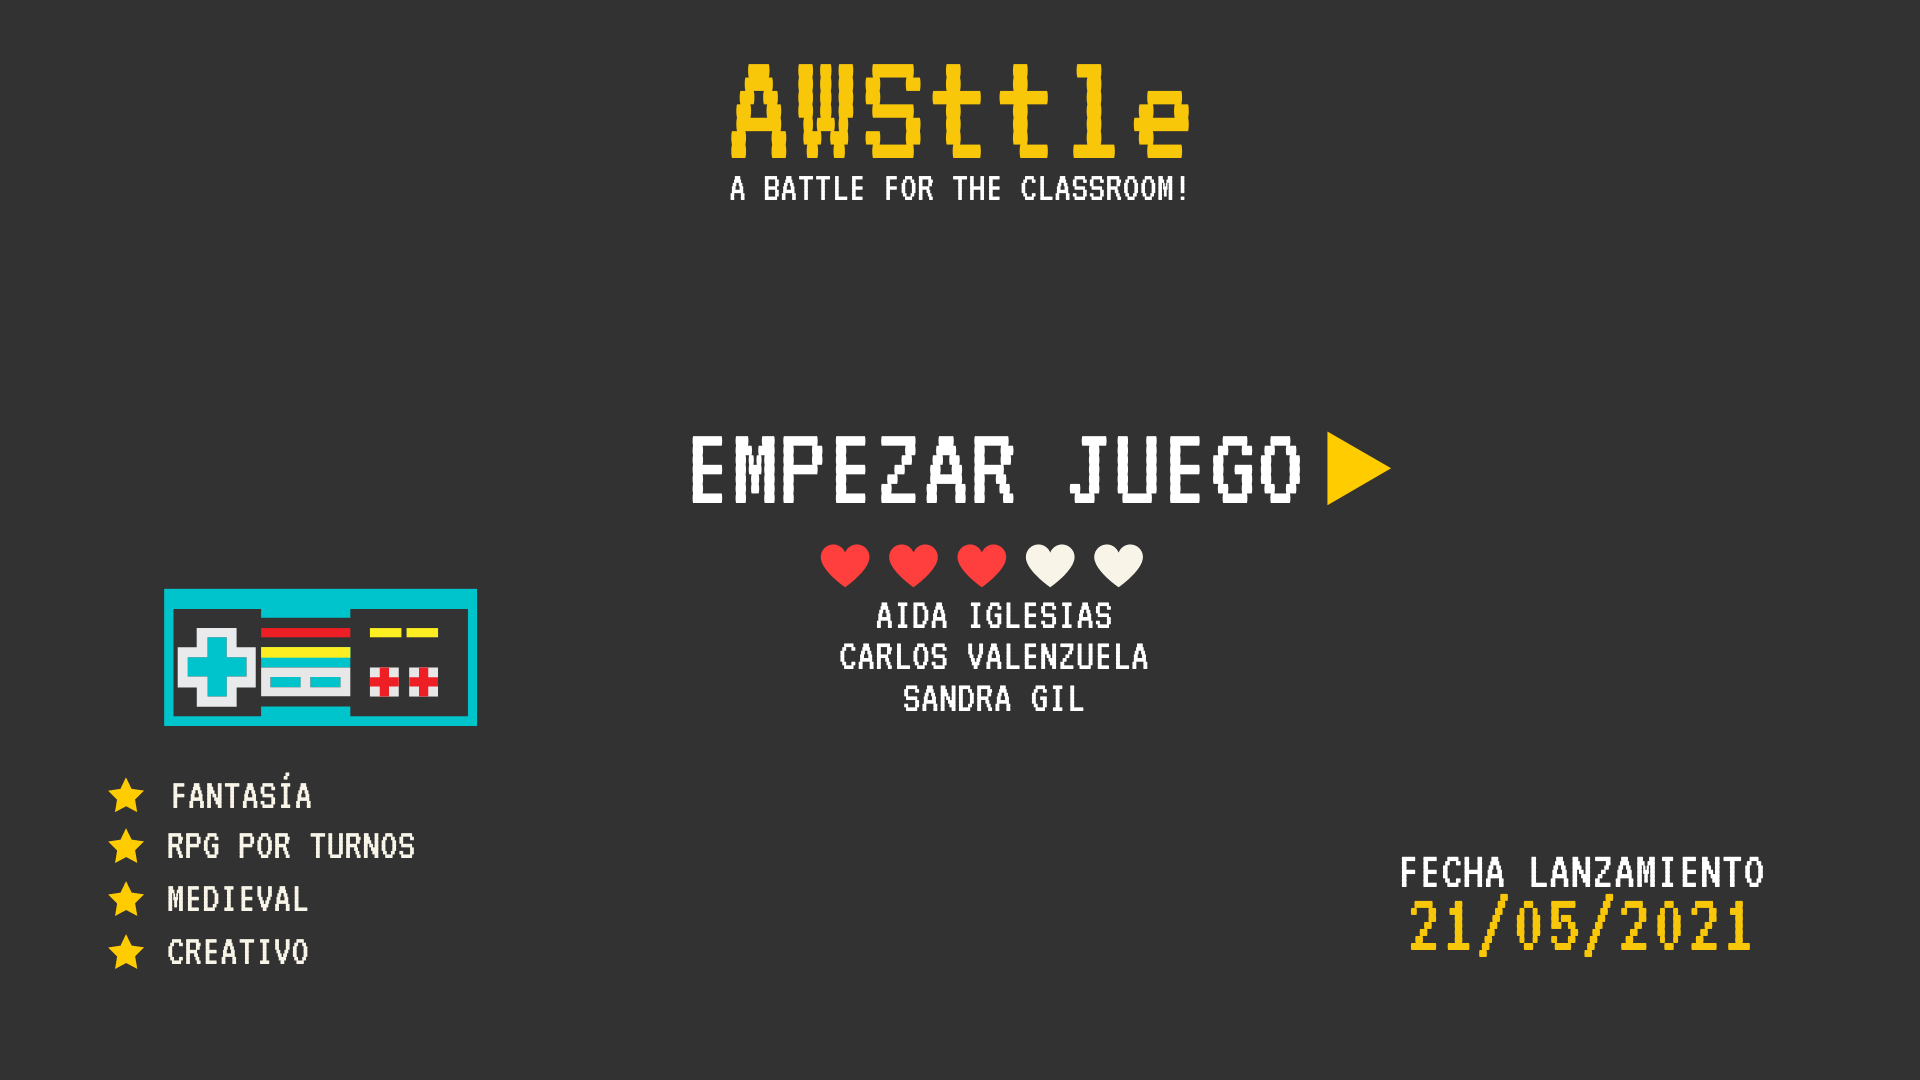 AWSttle
A BATTLE FOR THE CLASSROOM!
EMPEZAR JUEGO
AIDA IGLESIAS
CARLOS VALENZUELA
SANDRA GIL
FANTASÍA
RPG POR TURNOS
MEDIEVAL
CREATIVO
FECHA LANZAMIENTO
21/05/2021